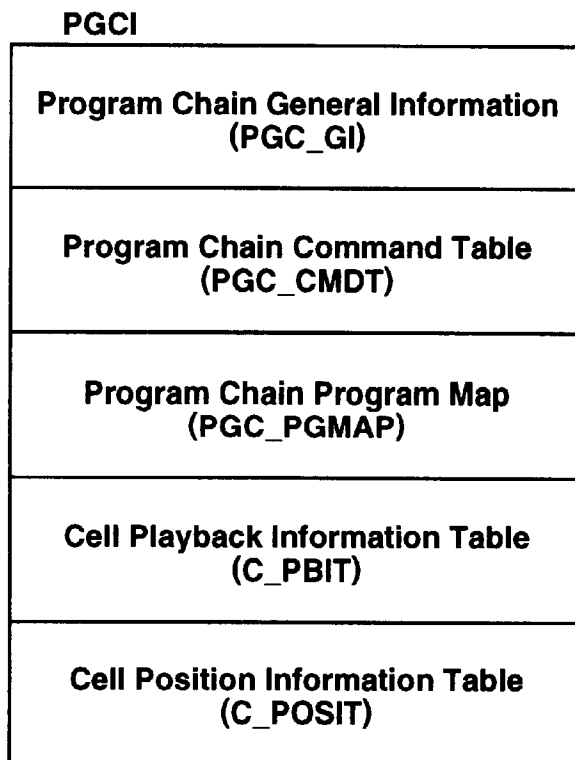 PGCI
Program Chain General Information
(PGC_GI)
Program Chain Command Table
(PGC_CMDT)
Program Chain Program Map
(PGC_PGMAP)
Cell Playback Information Table
(C_PBIT)
Cell Position Information Table
(C_POSIT)